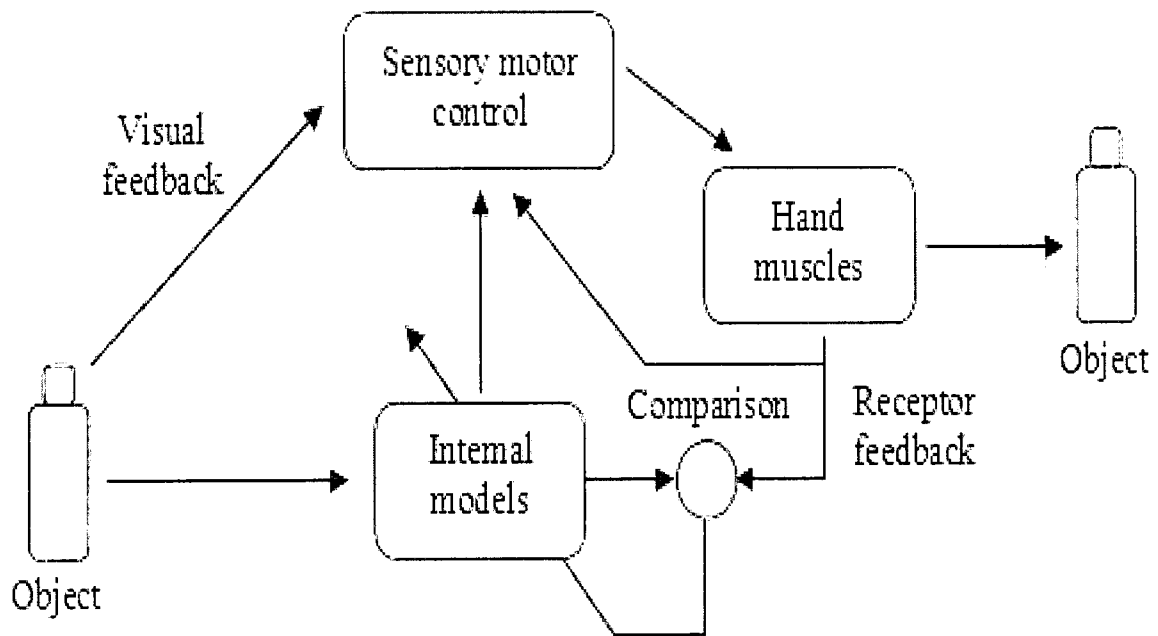 Sensory motor
control
Visual
feedback
Hand
muscles
Object
Comparison
Receptor
feedback
Internal
models
Object